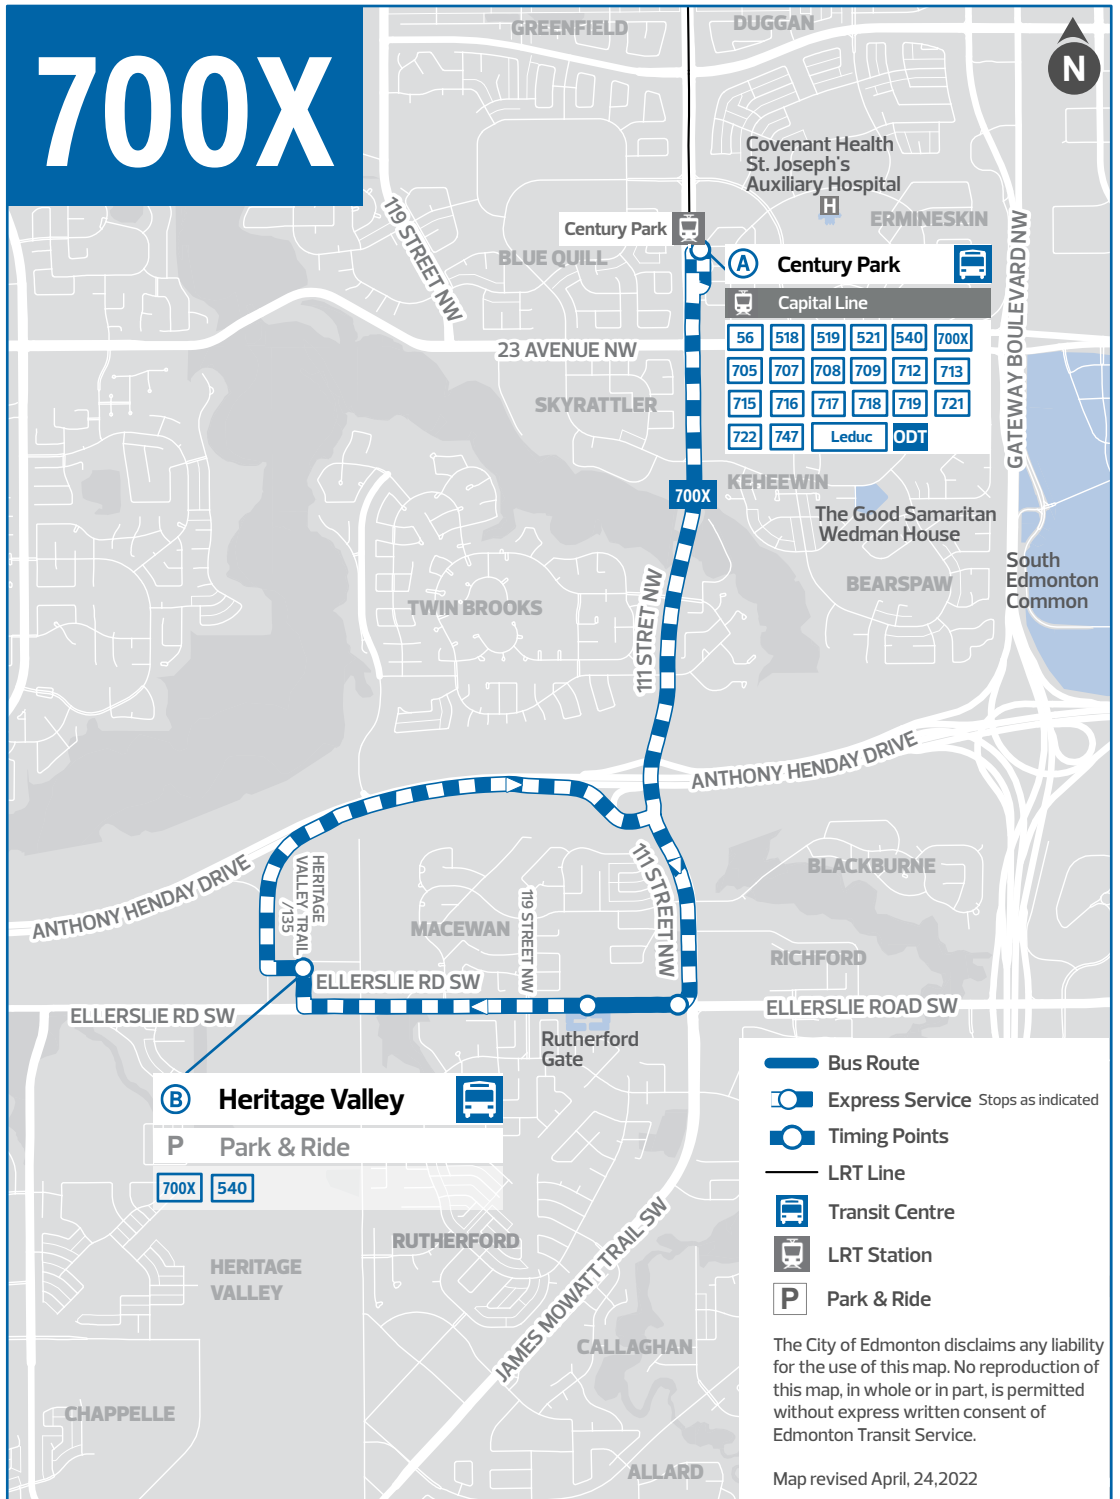 700X
GREENFIELD
DUGGAN
N
Covenant Health
St. Joseph's
Auxiliary Hospital
H
ERMINESKIN
119 STREET NW
Century Park
BLUE QUILL
A Century Park
Capital Line
56 518 519 521 540 700X
705 707 708 709 712 713
715 716 717 718 719 721
722 747 Leduc ODT
GATEWAY BOULEVARD NW
23 AVENUE NW
SKYRATTLER
KEHEEWIN
700X
The Good Samaritan
Wedman House
South
Edmonton
Common
BEARSPAW
TWIN BROOKS
111 STRET NW
ANTHONY HENDAY DRIVE
BLACKBURNE
111 STREET NW
HERITAGE
VALLEY TRAIL
/135
ANTHONY HENDAY DRIVE
MACEWAN
119 STREET NW
RICHFORD
ELLERSLIE RD SW
ELLERSLIE RD SW
ELLERSLIE ROAD SW
Rutherford
Gate
B Heritage Valley
P Park & Ride
700X 540
RUTHERFORD
HERITAGE
VALLEY
JAMES MOWATT TRAIL SW
CALLAGHAN
CHAPPELLE
ALLARD
Bus Route
Express Service Stops as indicated
Timing Points
LRT Line
Transit Centre
LRT Station
P Park & Ride
The City of Edmonton disclaims any liability
for the use of this map. No reproduction of
this map, in whole or in part, is permitted
without express written consent of
Edmonton Transit Service.
Map revised April, 24,2022